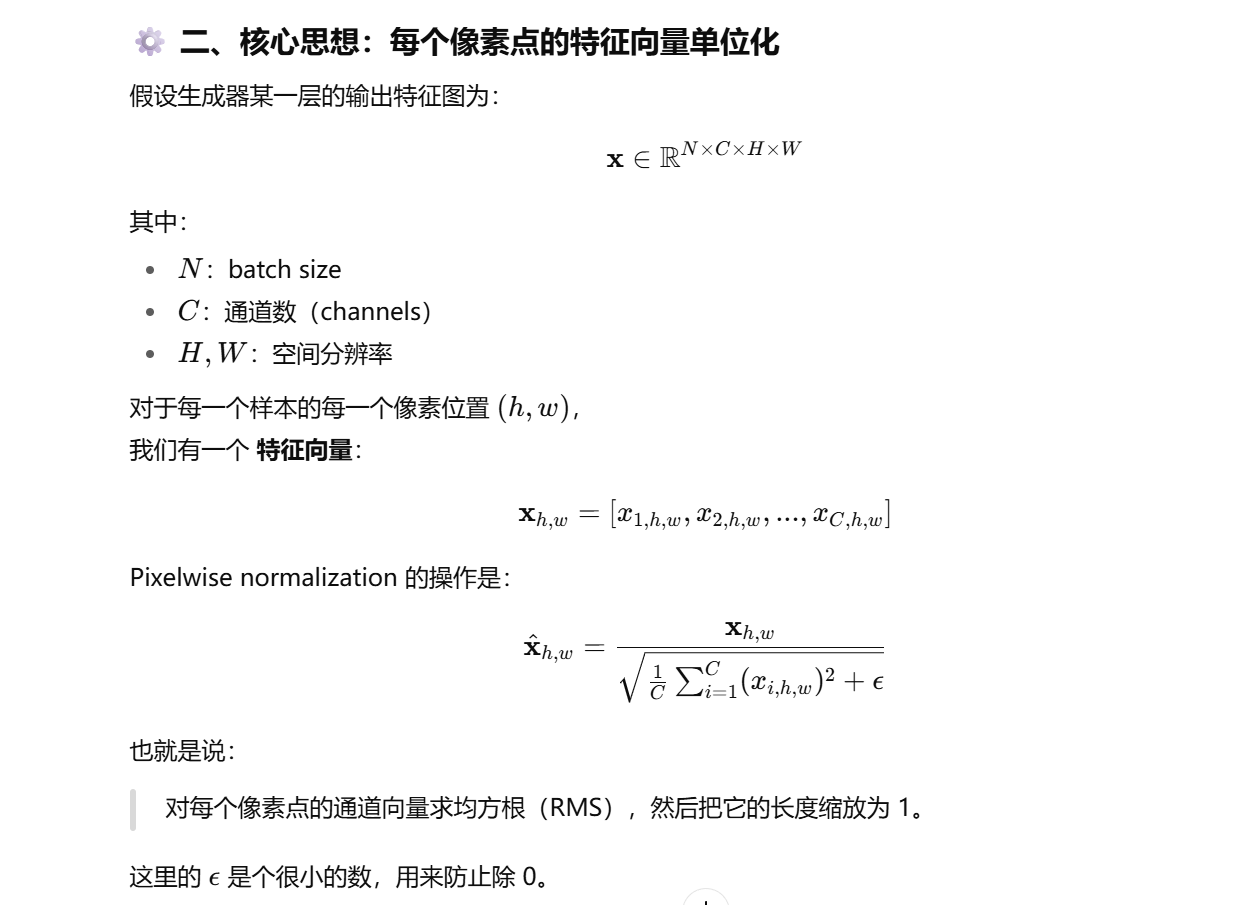 ⚙️ 二、核心思想：每个像素点的特征向量单位化
假设生成器某一层的输出特征图为：
$\mathbf{x} \in \mathbb{R}^{N \times C \times H \times W}$
其中：
• $N$：batch size
• $C$：通道数（channels）
• $H, W$：空间分辨率
对于每一个样本的每一个像素位置 $(h, w)$,
我们有一个 特征向量：
$\mathbf{x}_{h,w} = [x_{1,h,w}, x_{2,h,w}, ..., x_{C,h,w}]$
Pixelwise normalization 的操作是：
$\hat{\mathbf{x}}_{h,w} = \frac{\mathbf{x}_{h,w}}{\sqrt{\frac{1}{C} \sum_{i=1}^{C} (x_{i,h,w})^2 + \epsilon}}$
也就是说：
对每个像素点的通道向量求均方根（RMS），然后把它的长度缩放为 1。
这里的 $\epsilon$ 是个很小的数，用来防止除 0。